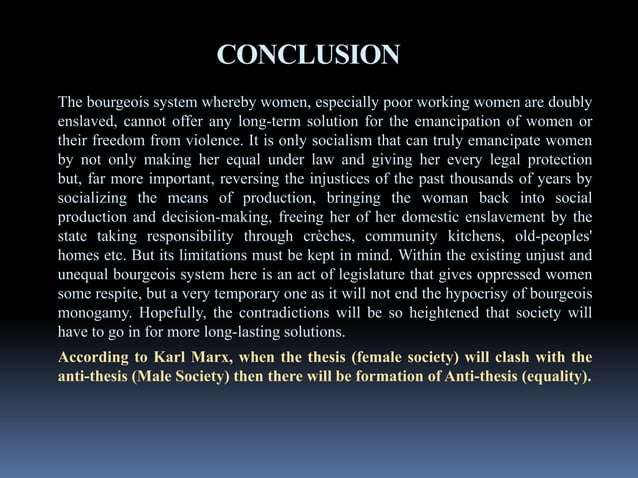 CONCLUSION
The bourgeois system whereby women, especially poor working women are doubly
enslaved, cannot offer any long-term solution for the emancipation of women or
their freedom from violence. It is only socialism that can truly emancipate women
by not only making her equal under law and giving her every legal protection
but, far more important, reversing the injustices of the past thousands of years by
socializing the means of production, bringing the woman back into social
production and decision-making, freeing her of her domestic enslavement by the
state taking responsibility through crèches, community kitchens, old-peoples'
homes etc. But its limitations must be kept in mind. Within the existing unjust and
unequal bourgeois system here is an act of legislature that gives oppressed women
some respite, but a very temporary one as it will not end the hypocrisy of bourgeois
monogamy. Hopefully, the contradictions will be so heightened that society will
have to go in for more long-lasting solutions.
According to Karl Marx, when the thesis (female society) will clash with the
anti-thesis (Male Society) then there will be formation of Anti-thesis (equality).